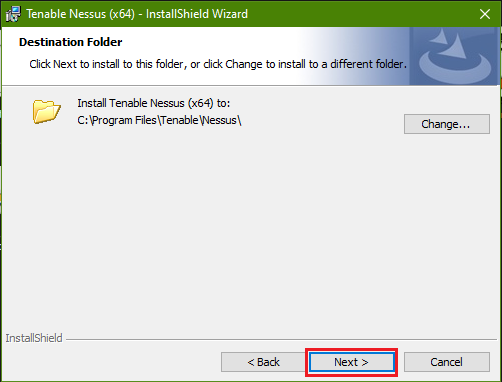 Tenable Nessus (x64) - InstallShield Wizard
Destination Folder
Click Next to install to this folder, or click Change to install to a different folder.
Install Tenable Nessus (x64) to:
C:\Program Files\Tenable\Nessus\
Change...
InstallShield
< Back
Next >
Cancel